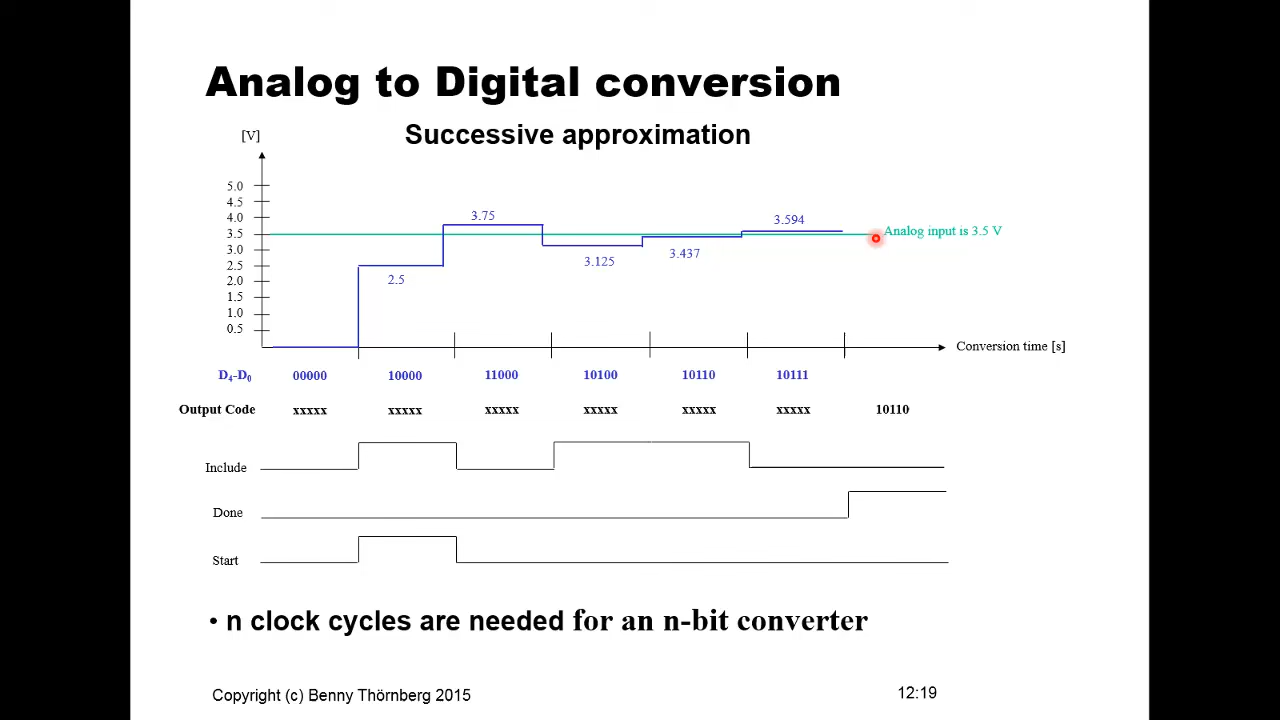 Analog to Digital conversion
Successive approximation
[V]
5.0
4.5
4.0
3.5
3.0
2.5
2.0
1.5
1.0
0.5
2.5
3.75
3.125
3.437
3.594
Analog input is 3.5 V
Conversion time [s]
D4-D0 00000 10000 11000 10100 10110 10111
Output Code xxxxx xxxxx xxxxx xxxxx xxxxx xxxxx 10110
Include
Done
Start
• n clock cycles are needed for an n-bit converter
Copyright (c) Benny Thörnberg 2015
12:19